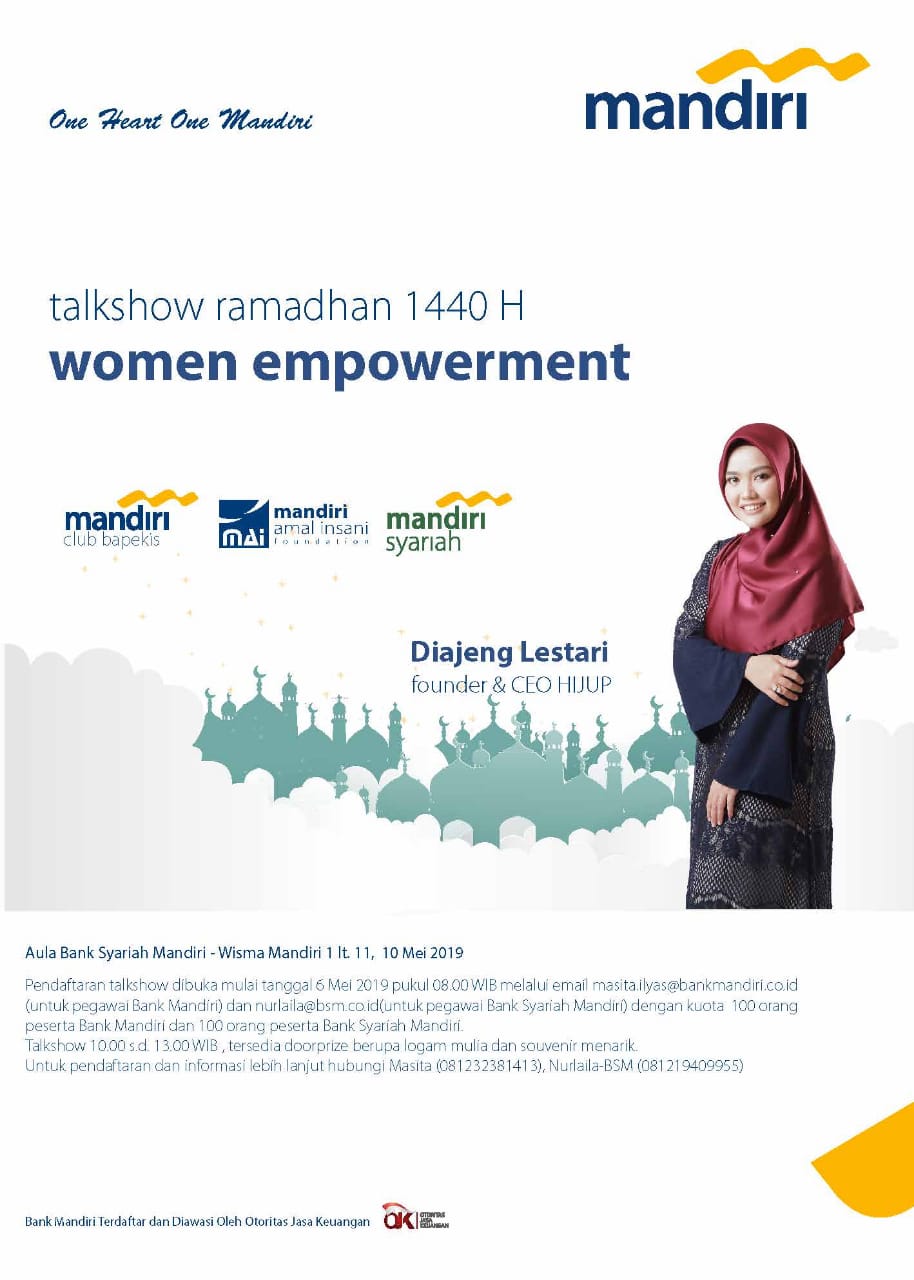 One Heart One Mandiri
mandiri
talkshow ramadhan 1440 H
women empowerment
mandiri
club bapekis
MAi
mandiri
amal insani
foundation
mandiri
syariah
Diajeng Lestari
founder & CEO HIJUP
Aula Bank Syariah Mandiri - Wisma Mandiri 1 lt. 11, 10 Mei 2019
Pendaftaran talkshow dibuka mulai tanggal 6 Mei 2019 pukul 08.00 WIB melalui email masita.ilyas@bankmandiri.co.id
(untuk pegawai Bank Mandiri) dan nurlaila@bsm.co.id(untuk pegawai Bank Syariah Mandiri) dengan kuota 100 orang
peserta Bank Mandiri dan 100 orang peserta Bank Syariah Mandiri.
Talkshow 10.00 s.d. 13.00 WIB , tersedia doorprize berupa logam mulia dan souvenir menarik.
Untuk pendaftaran dan informasi lebih lanjut hubungi Masita (081232381413), Nurlaila-BSM (081219409955)
Bank Mandiri Terdaftar dan Diawasi Oleh Otoritas Jasa Keuangan
OJK
OTORITAS
JASA
KEUANGAN